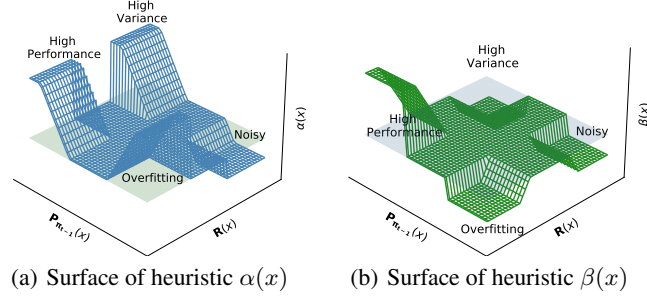 High
Variance
High
Performance
Noisy
Overfitting
α(x)
P_{π_{t−1}}(x)
R(x)
(a) Surface of heuristic α(x)
High
Variance
High
Performance
Noisy
Overfitting
β(x)
P_{π_{t−1}}(x)
R(x)
(b) Surface of heuristic β(x)